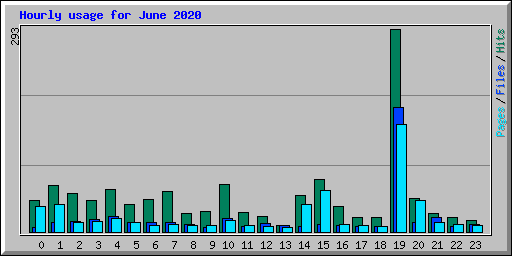 Hourly usage for June 2020
293
Pages/Files/Hits
0 1 2 3 4 5 6 7 8 9 10 11 12 13 14 15 16 17 18 19 20 21 22 23